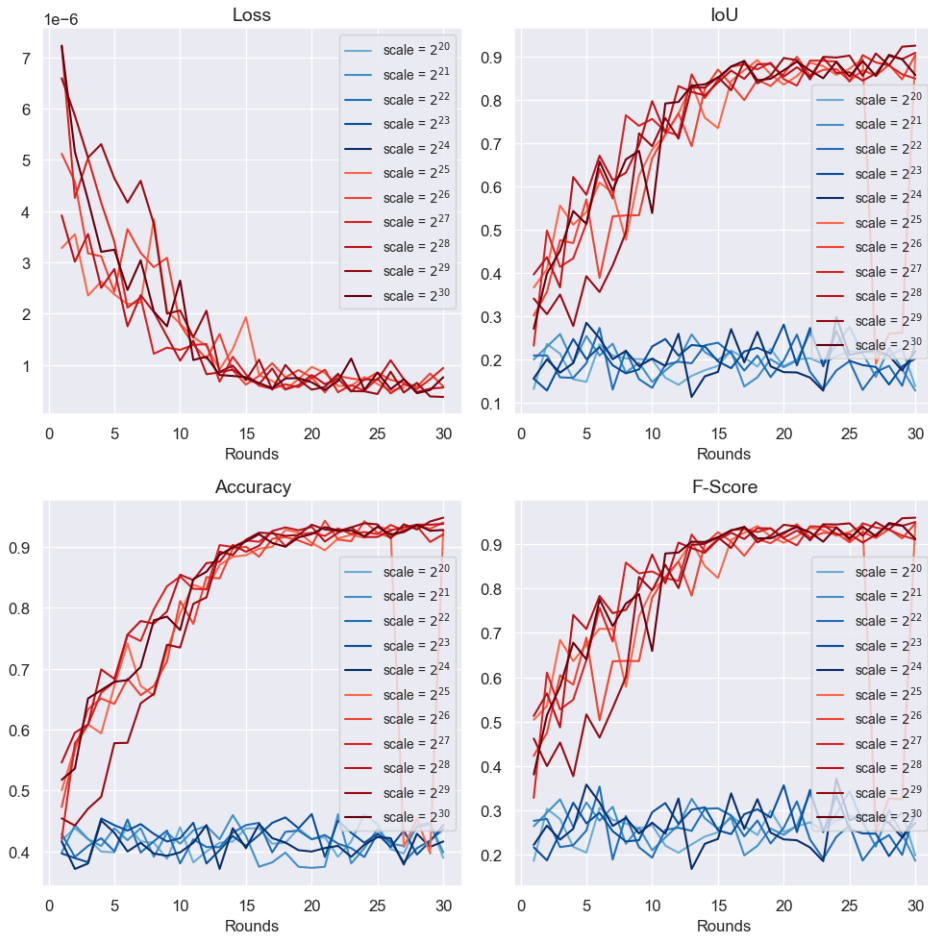 Loss
1e−6
7
6
5
4
3
2
1
0
5
10
15
20
25
30
Rounds
scale = 2^20
scale = 2^21
scale = 2^22
scale = 2^23
scale = 2^24
scale = 2^25
scale = 2^26
scale = 2^27
scale = 2^28
scale = 2^29
scale = 2^30
IoU
0.9
0.8
0.7
0.6
0.5
0.4
0.3
0.2
0.1
0
5
10
15
20
25
30
Rounds
scale = 2^20
scale = 2^21
scale = 2^22
scale = 2^23
scale = 2^24
scale = 2^25
scale = 2^26
scale = 2^27
scale = 2^28
scale = 2^29
scale = 2^30
Accuracy
0.9
0.8
0.7
0.6
0.5
0.4
0
5
10
15
20
25
30
Rounds
scale = 2^20
scale = 2^21
scale = 2^22
scale = 2^23
scale = 2^24
scale = 2^25
scale = 2^26
scale = 2^27
scale = 2^28
scale = 2^29
scale = 2^30
F-Score
0.9
0.8
0.7
0.6
0.5
0.4
0.3
0.2
0
5
10
15
20
25
30
Rounds
scale = 2^20
scale = 2^21
scale = 2^22
scale = 2^23
scale = 2^24
scale = 2^25
scale = 2^26
scale = 2^27
scale = 2^28
scale = 2^29
scale = 2^30